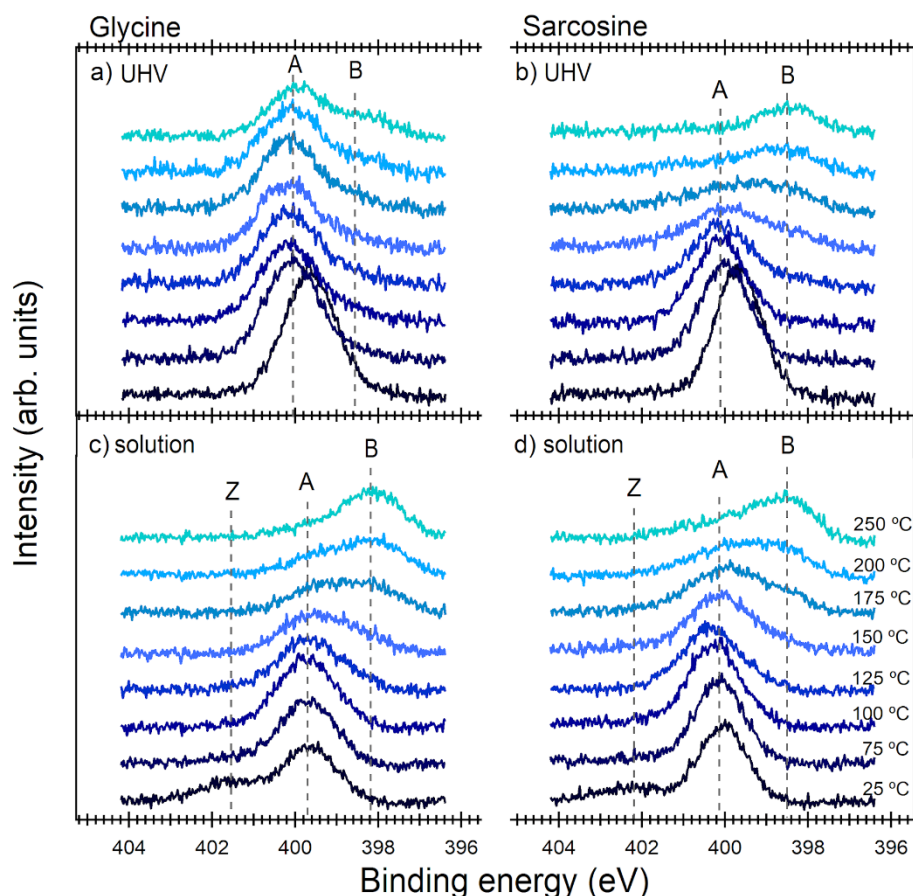 Glycine
Sarcosine
a) UHV
A
B
b) UHV
A
B
c) solution
Z
A
B
d) solution
Z
A
B
250 ºC
200 ºC
175 ºC
150 ºC
125 ºC
100 ºC
75 ºC
25 ºC
404 402 400 398 396
404 402 400 398 396
Intensity (arb. units)
Binding energy (eV)